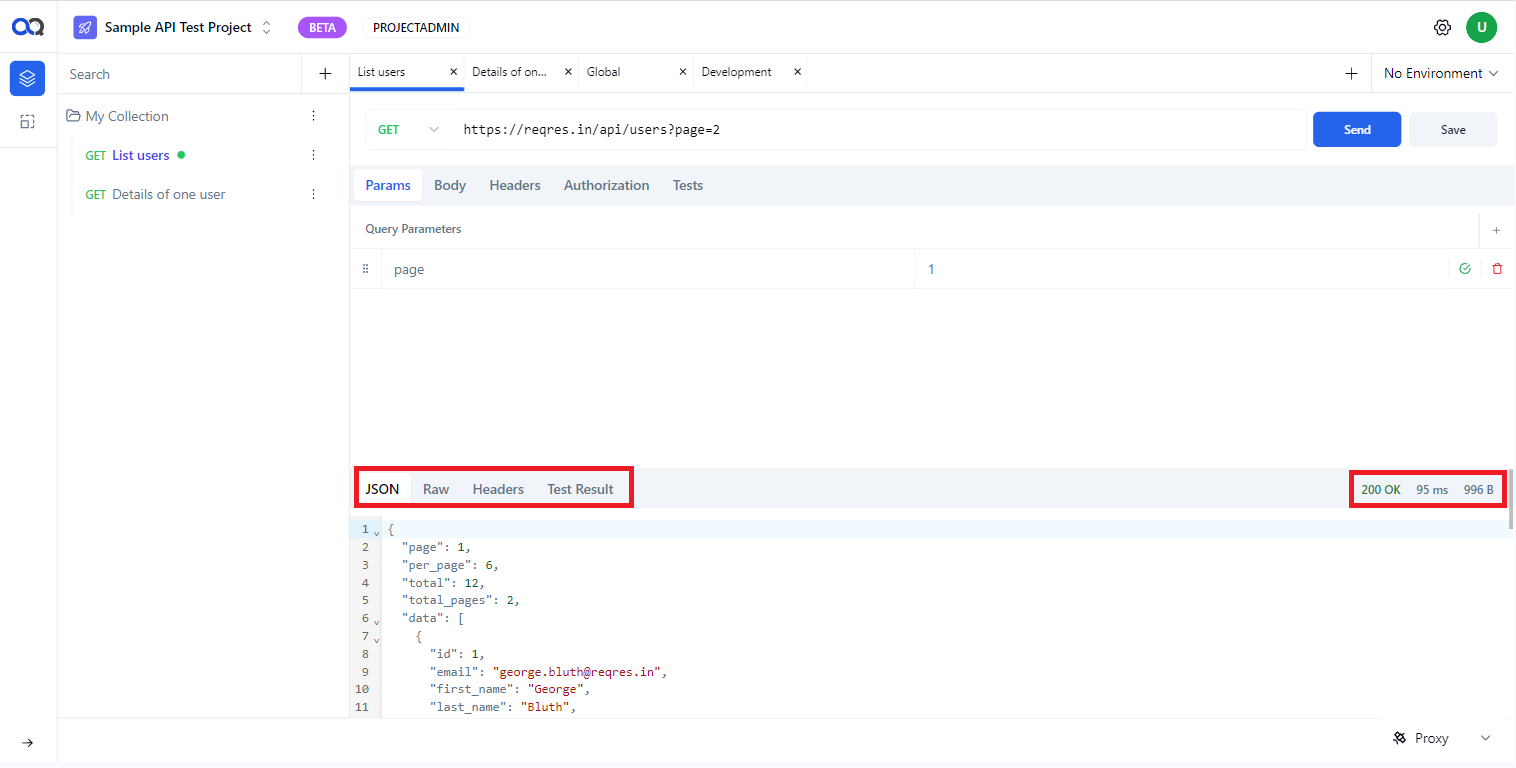 Sample API Test Project BETA PROJECTADMIN U
Search
My Collection
GET List users
GET Details of one user
List users Details of on... Global Development No Environment
GET https://reqres.in/api/users?page=2 Send Save
Params Body Headers Authorization Tests
Query Parameters
page 1
JSON Raw Headers Test Result 200 OK 95 ms 996 B
1 {
2 "page": 1,
3 "per_page": 6,
4 "total": 12,
5 "total_pages": 2,
6 "data": [
7 {
8 "id": 1,
9 "email": "george.bluth@reqres.in",
10 "first_name": "George",
11 "last_name": "Bluth",
Proxy